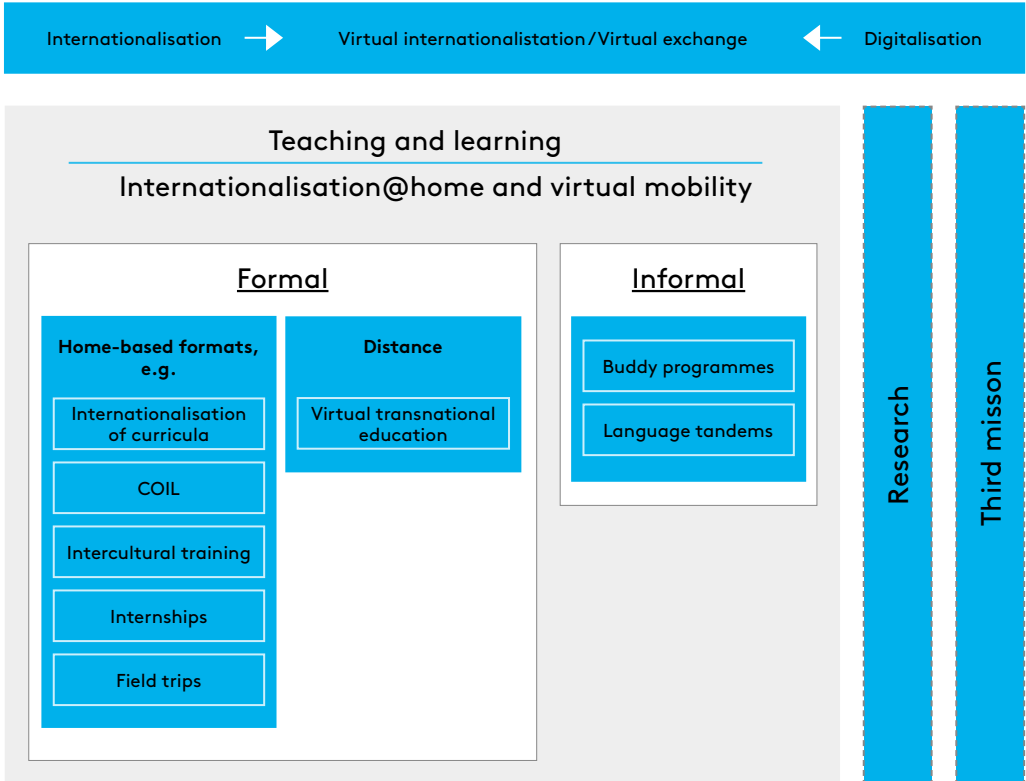 Internationalisation
Virtual internationalistation/Virtual exchange
Digitalisation
Teaching and learning
Internationalisation@home and virtual mobility
Formal
Home-based formats,
e.g.
Internationalisation
of curricula
COIL
Intercultural training
Internships
Field trips
Distance
Virtual transnational
education
Informal
Buddy programmes
Language tandems
Research
Third misson